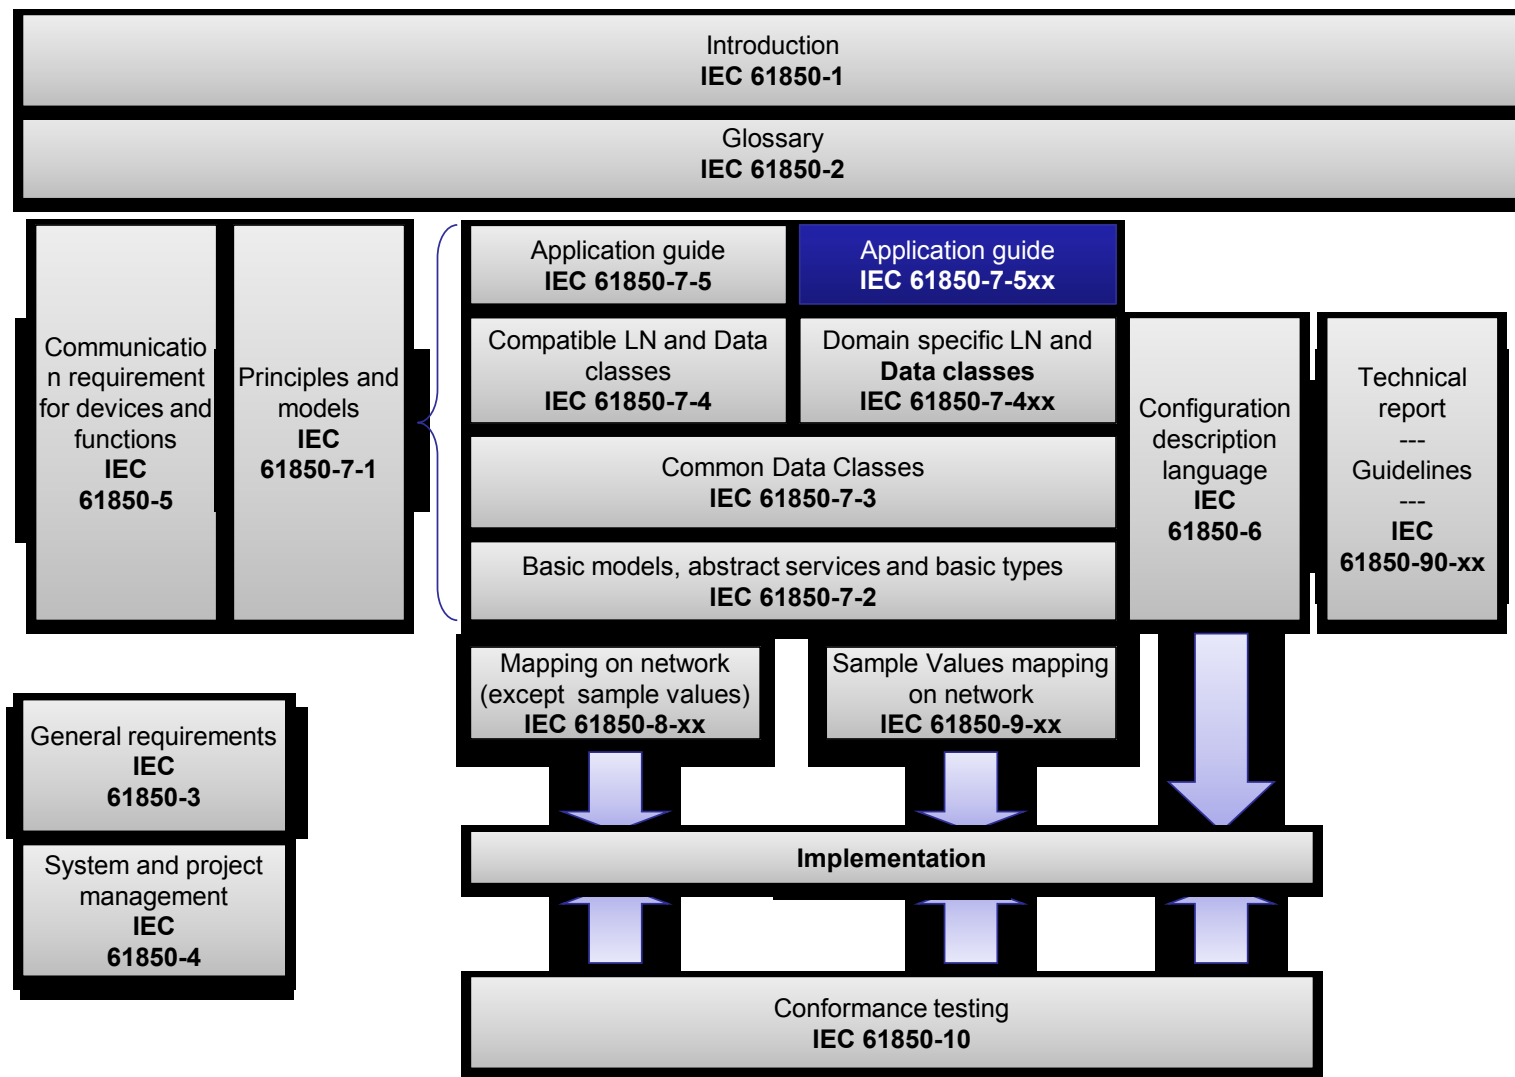 Introduction
IEC 61850-1
Glossary
IEC 61850-2
Communicatio
n requirement
for devices and
functions
IEC
61850-5
Principles and
models
IEC
61850-7-1
Application guide
IEC 61850-7-5
Application guide
IEC 61850-7-5xx
Compatible LN and Data
classes
IEC 61850-7-4
Domain specific LN and
Data classes
IEC 61850-7-4xx
Common Data Classes
IEC 61850-7-3
Basic models, abstract services and basic types
IEC 61850-7-2
Configuration
description
language
IEC
61850-6
Technical
report
---
Guidelines
---
IEC
61850-90-xx
Mapping on network
(except  sample values)
IEC 61850-8-xx
Sample Values mapping
on network
IEC 61850-9-xx
General requirements
IEC
61850-3
System and project
management
IEC
61850-4
Implementation
Conformance testing
IEC 61850-10